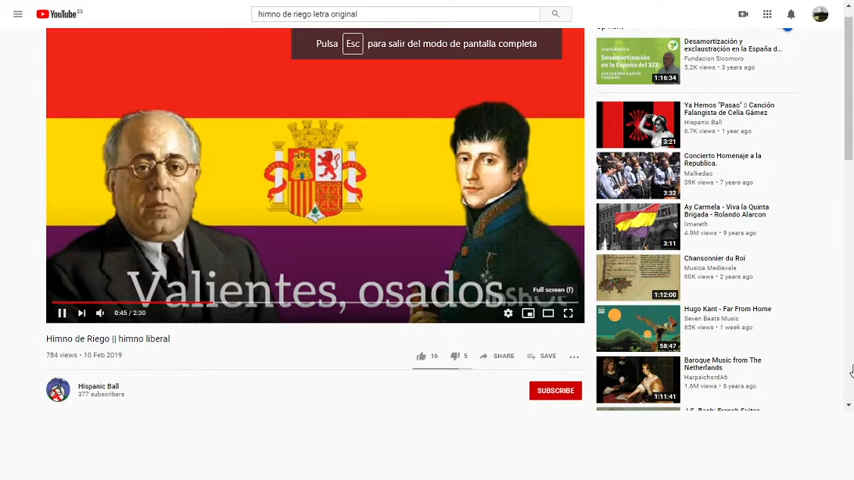 YouTube ES
himno de riego letra original
Pulsa Esc para salir del modo de pantalla completa
Valientes, osados
Full screen (f)
0:45 / 2:30
Himno de Riego || himno liberal
784 views • 10 Feb 2019
16
5
SHARE
SAVE
Hispanic Ball
377 subscribers
SUBSCRIBE
Desamortización y
exclaustración en la España d...
Fundacion Sicomoro
5.2K views • 3 years ago
1:16:34
Ya Hemos "Pasao" || Canción
Falangista de Celia Gámez
Hispanic Ball
6.7K views • 1 year ago
3:21
Concierto Homenaje a la
Republica.
Malkedao
39K views • 7 years ago
3:32
Ay Carmela - Viva la Quinta
Brigada - Rolando Alarcon
limereth
4.9M views • 9 years ago
3:11
Chansonnier du Roi
Musica Medievale
60K views • 2 years ago
1:12:00
Hugo Kant - Far From Home
Seven Beats Music
85K views • 1 week ago
58:47
Baroque Music from The
Netherlands
HarpsichordA6
1.6M views • 6 years ago
1:11:41
J.S. Bach: French Suites